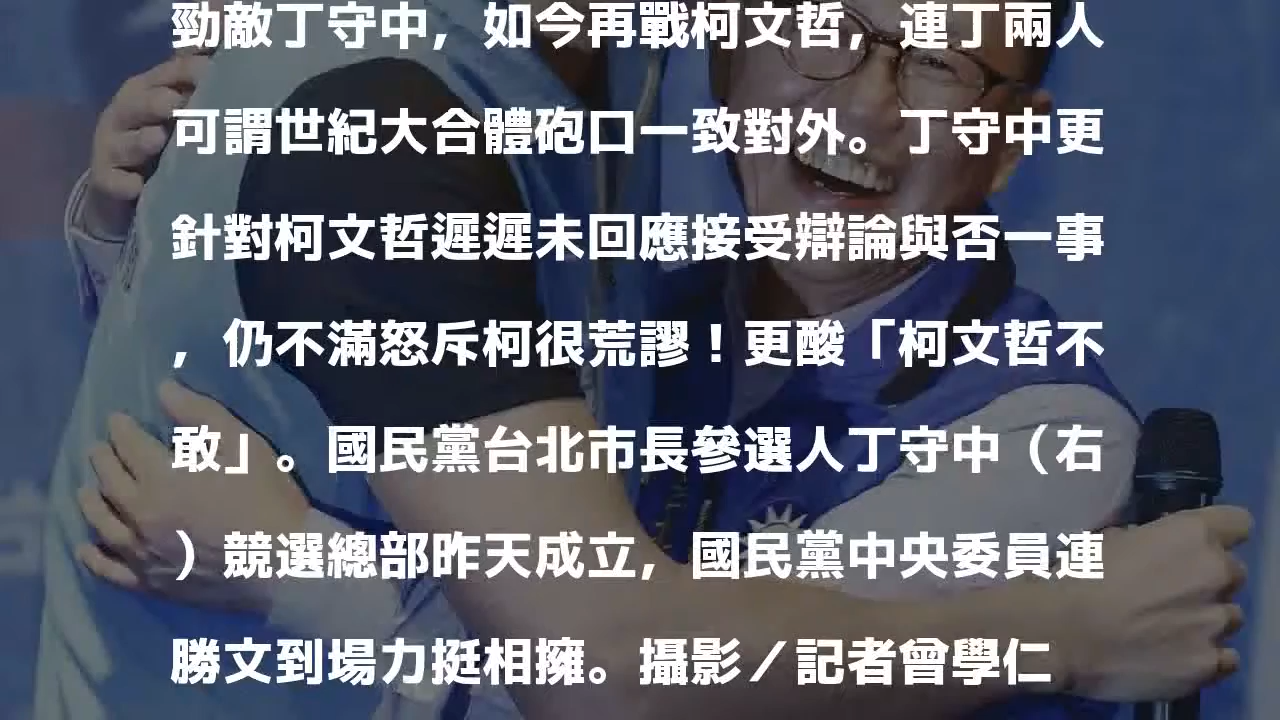 勁敵丁守中，如今再戰柯文哲，連丁兩人
可謂世紀大合體砲口一致對外。丁守中更
針對柯文哲遲遲未回應接受辯論與否一事
，仍不滿怒斥柯很荒謬！更酸「柯文哲不
敢」。國民黨台北市長參選人丁守中（右
）競選總部昨天成立，國民黨中央委員連
勝文到場力挺相擁。攝影／記者曾學仁